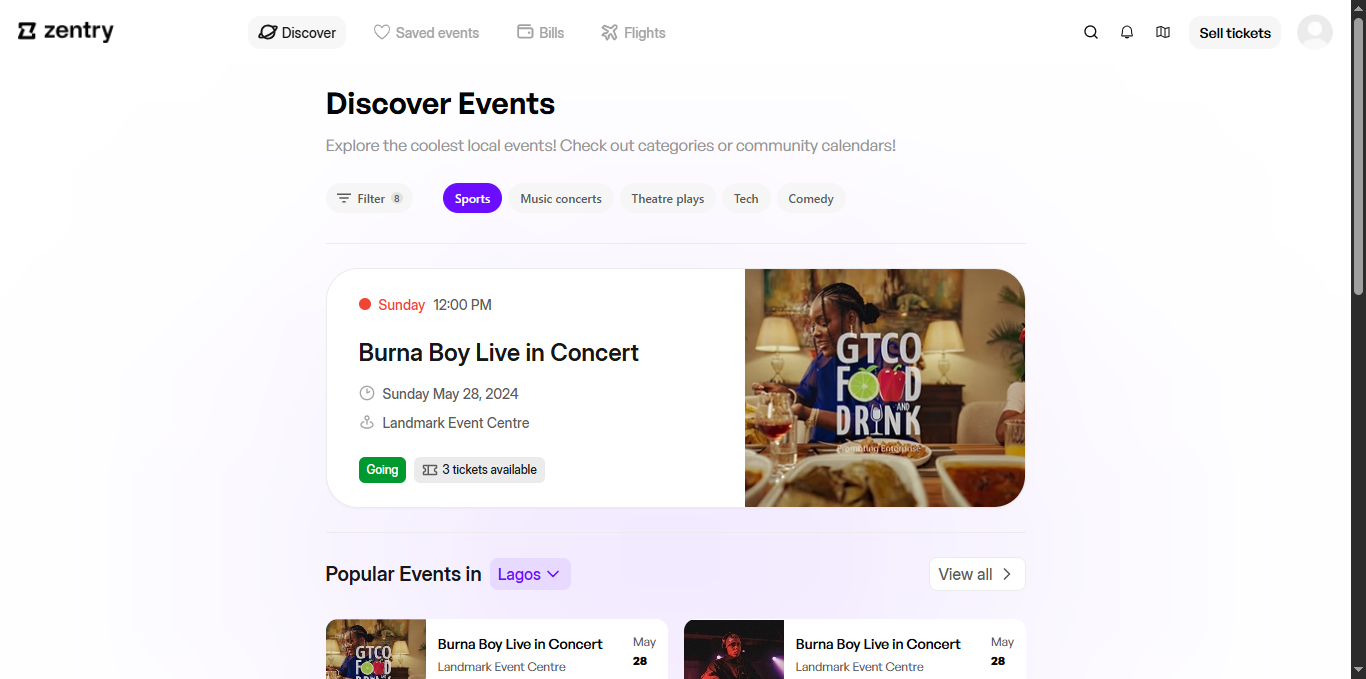 zentry
Discover
Saved events
Bills
Flights
Sell tickets
Discover Events
Explore the coolest local events! Check out categories or community calendars!
Filter 8
Sports
Music concerts
Theatre plays
Tech
Comedy
Sunday 12:00 PM
Burna Boy Live in Concert
Sunday May 28, 2024
Landmark Event Centre
Going
3 tickets available
GTCO
FOOD
AND
DRINK
Promoting Enterprise
Popular Events in Lagos
View all
GTCO
FOOD
Burna Boy Live in Concert
Landmark Event Centre
May
28
Burna Boy Live in Concert
Landmark Event Centre
May
28